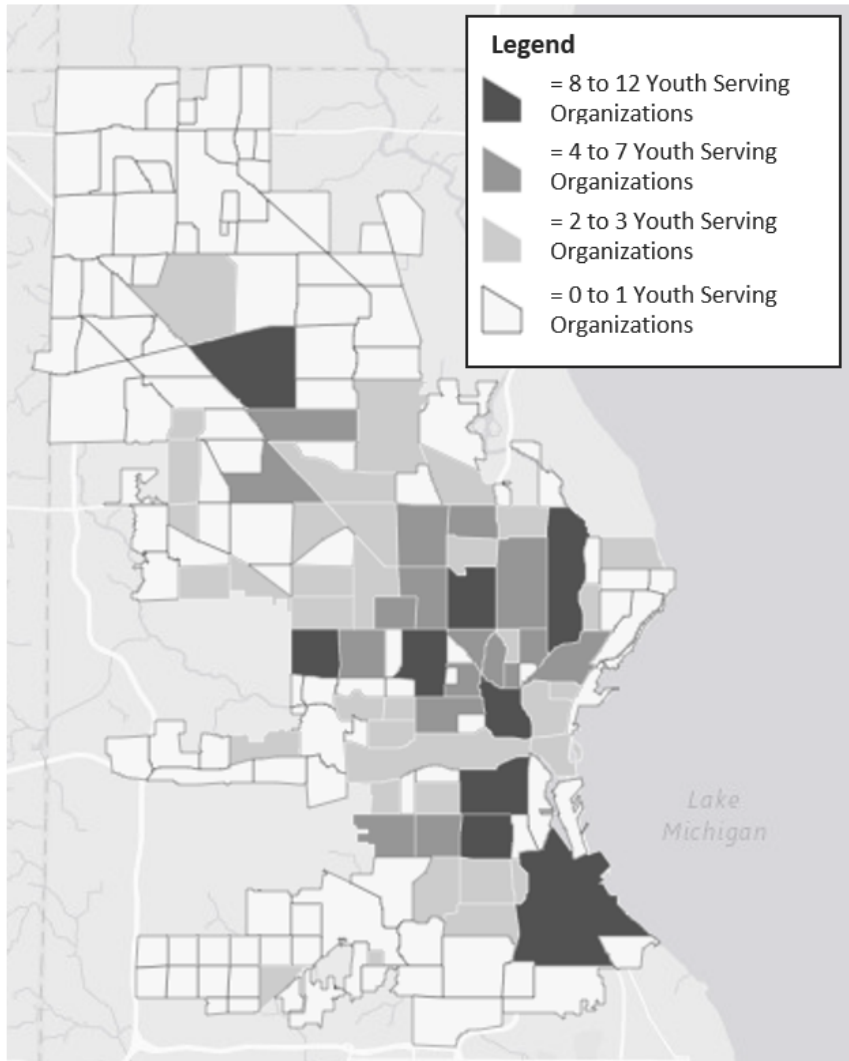 Legend
= 8 to 12 Youth Serving
Organizations
= 4 to 7 Youth Serving
Organizations
= 2 to 3 Youth Serving
Organizations
= 0 to 1 Youth Serving
Organizations
Lake
Michigan